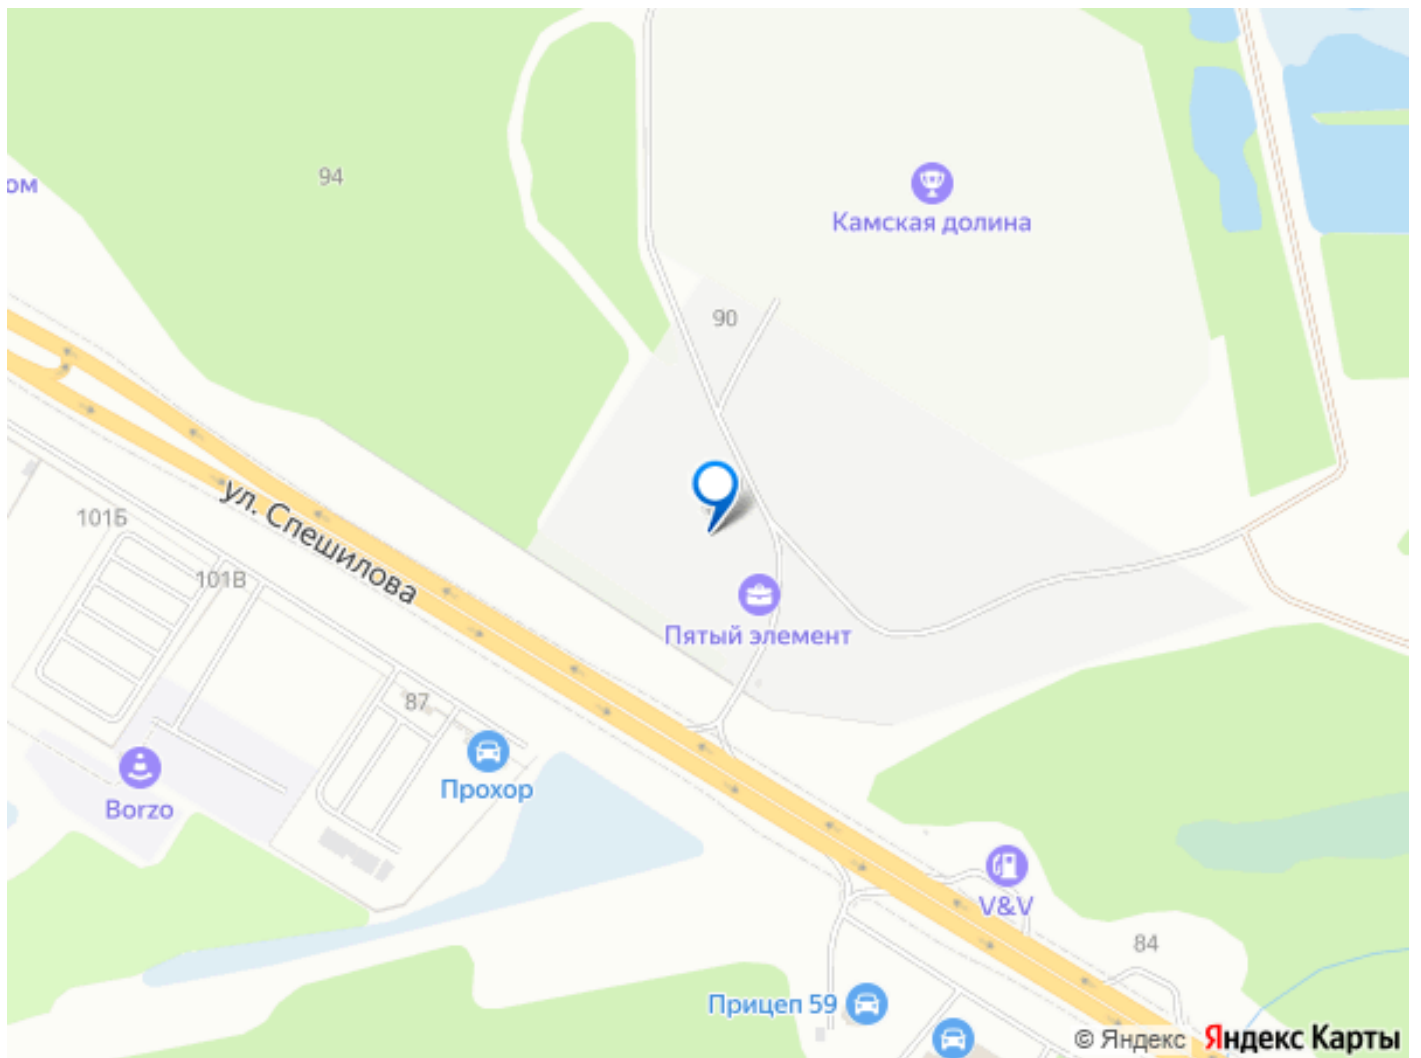 94
ом
Камская долина
90
ул. Спешилова
101Б
101В
Пятый элемент
87
Прохор
Borzo
V&V
84
Прицеп 59
© Яндекс Яндекс Карты